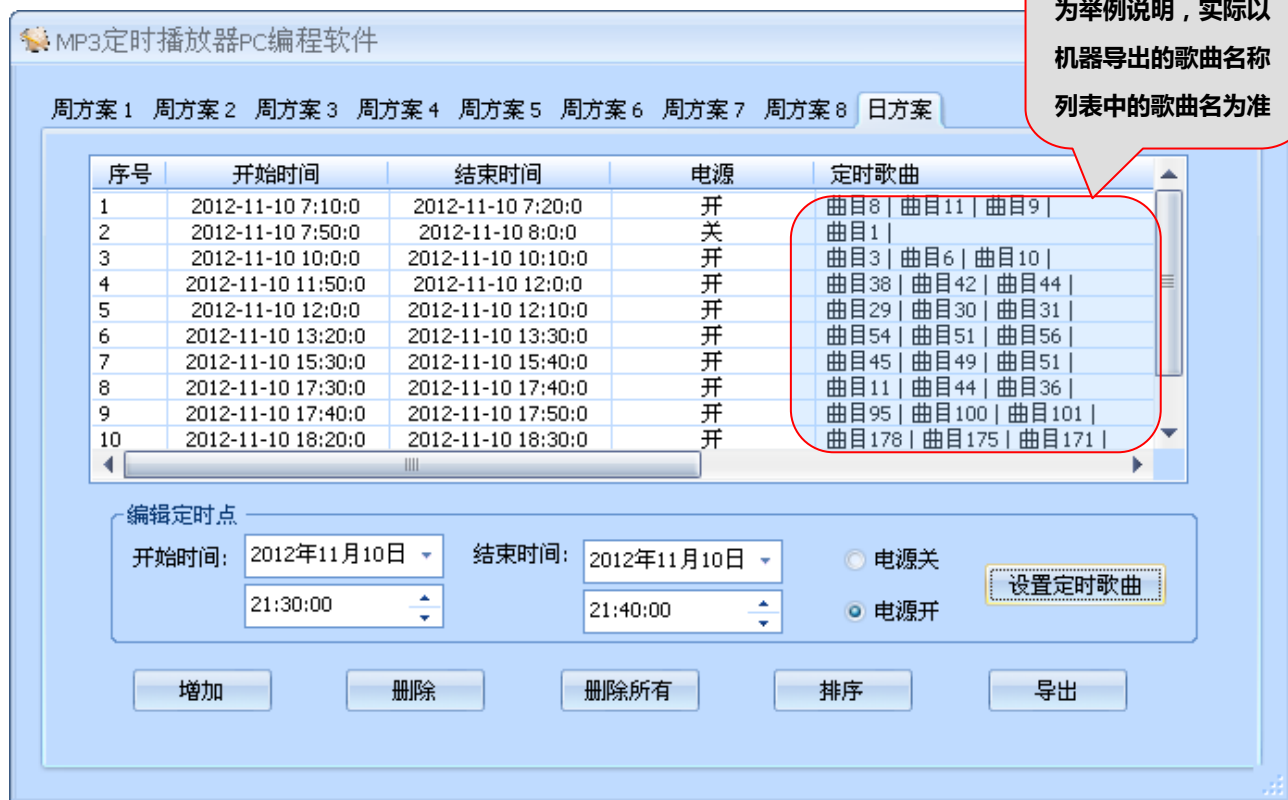 为举例说明，实际以
机器导出的歌曲名称
列表中的歌曲名为准
MP3定时播放器PC编程软件
周方案1 周方案2 周方案3 周方案4 周方案5 周方案6 周方案7 周方案8 日方案
序号 开始时间 结束时间 电源 定时歌曲
1 2012-11-10 7:10:0 2012-11-10 7:20:0 开 曲目8 | 曲目11 | 曲目9 |
2 2012-11-10 7:50:0 2012-11-10 8:0:0 关 曲目1 |
3 2012-11-10 10:0:0 2012-11-10 10:10:0 开 曲目3 | 曲目6 | 曲目10 |
4 2012-11-10 11:50:0 2012-11-10 12:0:0 开 曲目38 | 曲目42 | 曲目44 |
5 2012-11-10 12:0:0 2012-11-10 12:10:0 开 曲目29 | 曲目30 | 曲目31 |
6 2012-11-10 13:20:0 2012-11-10 13:30:0 开 曲目54 | 曲目51 | 曲目56 |
7 2012-11-10 15:30:0 2012-11-10 15:40:0 开 曲目45 | 曲目49 | 曲目51 |
8 2012-11-10 17:30:0 2012-11-10 17:40:0 开 曲目11 | 曲目44 | 曲目36 |
9 2012-11-10 17:40:0 2012-11-10 17:50:0 开 曲目95 | 曲目100 | 曲目101 |
10 2012-11-10 18:20:0 2012-11-10 18:30:0 开 曲目178 | 曲目175 | 曲目171 |
编辑定时点
开始时间: 2012年11月10日 结束时间: 2012年11月10日 电源关
21:30:00 21:40:00 电源开 设置定时歌曲
增加 删除 删除所有 排序 导出